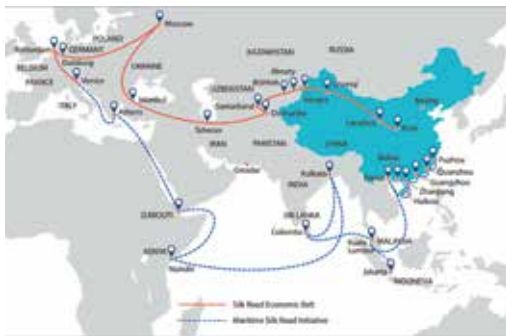 Moscow
Rotterdam
GERMANY
POLAND
Duisburg
BELGIUM
FRANCE
Venice
UKRAINE
KAZAKHSTAN
RUSSIA
ITALY
Istanbul
Athens
UZBEKISTAN
Almaty
Samarkand
Dushanbe
Beijing
Tehran
IRAN
PAKISTAN
CHINA
Gwadar
INDIA
Kolkata
Hanoi
Fuzhou
Quanzhou
Guangzhou
Zhanjiang
Haikou
DJIBOUTI
SRI LANKA
Colombo
KENYA
Nairobi
Kuala
Lumpur
MALAYSIA
Jakarta
INDONESIA
Silk Road Economic Belt
Maritime Silk Road Initiative